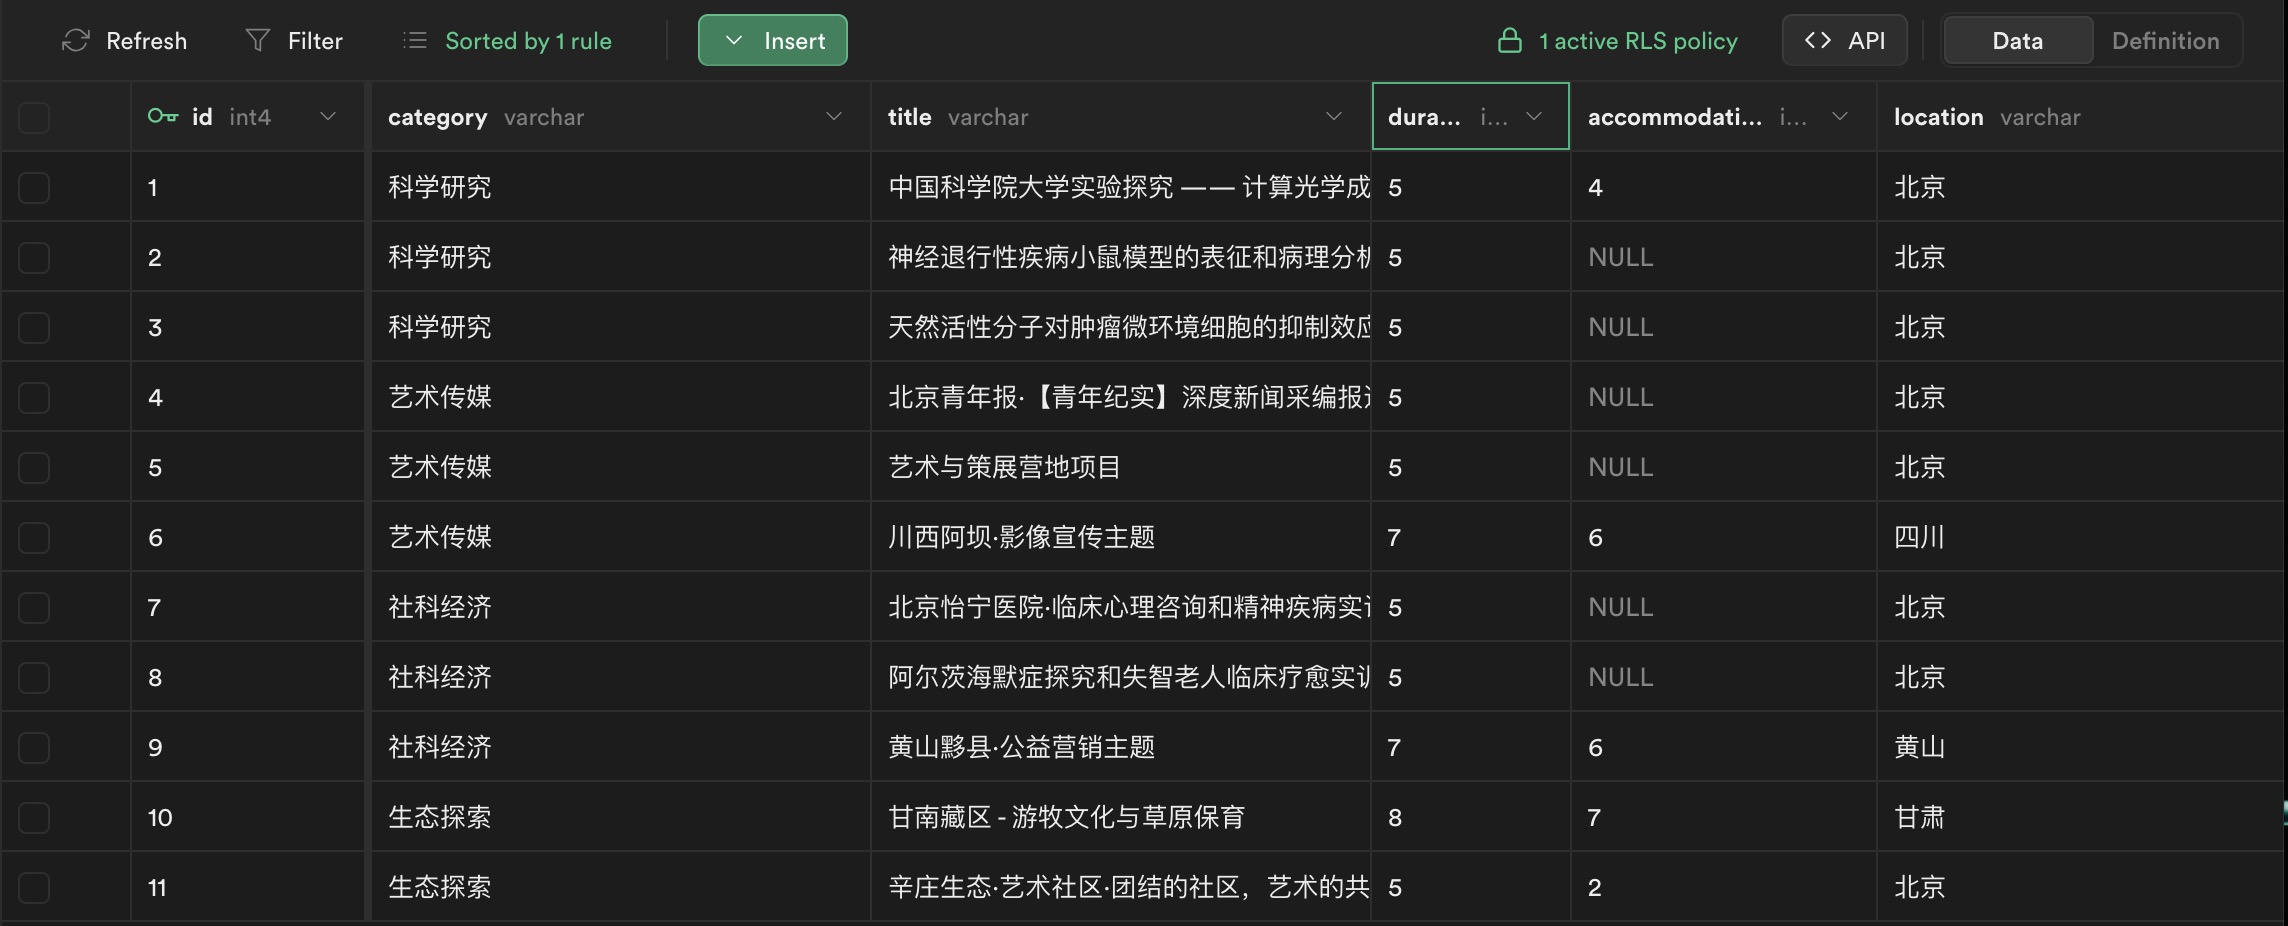 Refresh Filter Sorted by 1 rule Insert 1 active RLS policy <> API Data Definition
id int4 category varchar title varchar dura... i... accommodati... i... location varchar
1 科学研究 中国科学院大学实验探究 —— 计算光学成 5 4 北京
2 科学研究 神经退行性疾病小鼠模型的表征和病理分析 5 NULL 北京
3 科学研究 天然活性分子对肿瘤微环境细胞的抑制效应 5 NULL 北京
4 艺术传媒 北京青年报·【青年纪实】深度新闻采编报 5 NULL 北京
5 艺术传媒 艺术与策展营地项目 5 NULL 北京
6 艺术传媒 川西阿坝·影像宣传主题 7 6 四川
7 社科经济 北京怡宁医院·临床心理咨询和精神疾病实 5 NULL 北京
8 社科经济 阿尔茨海默症探究和失智老人临床疗愈实训 5 NULL 北京
9 社科经济 黄山黟县·公益营销主题 7 6 黄山
10 生态探索 甘南藏区 - 游牧文化与草原保育 8 7 甘肃
11 生态探索 辛庄生态·艺术社区·团结的社区，艺术的共 5 2 北京